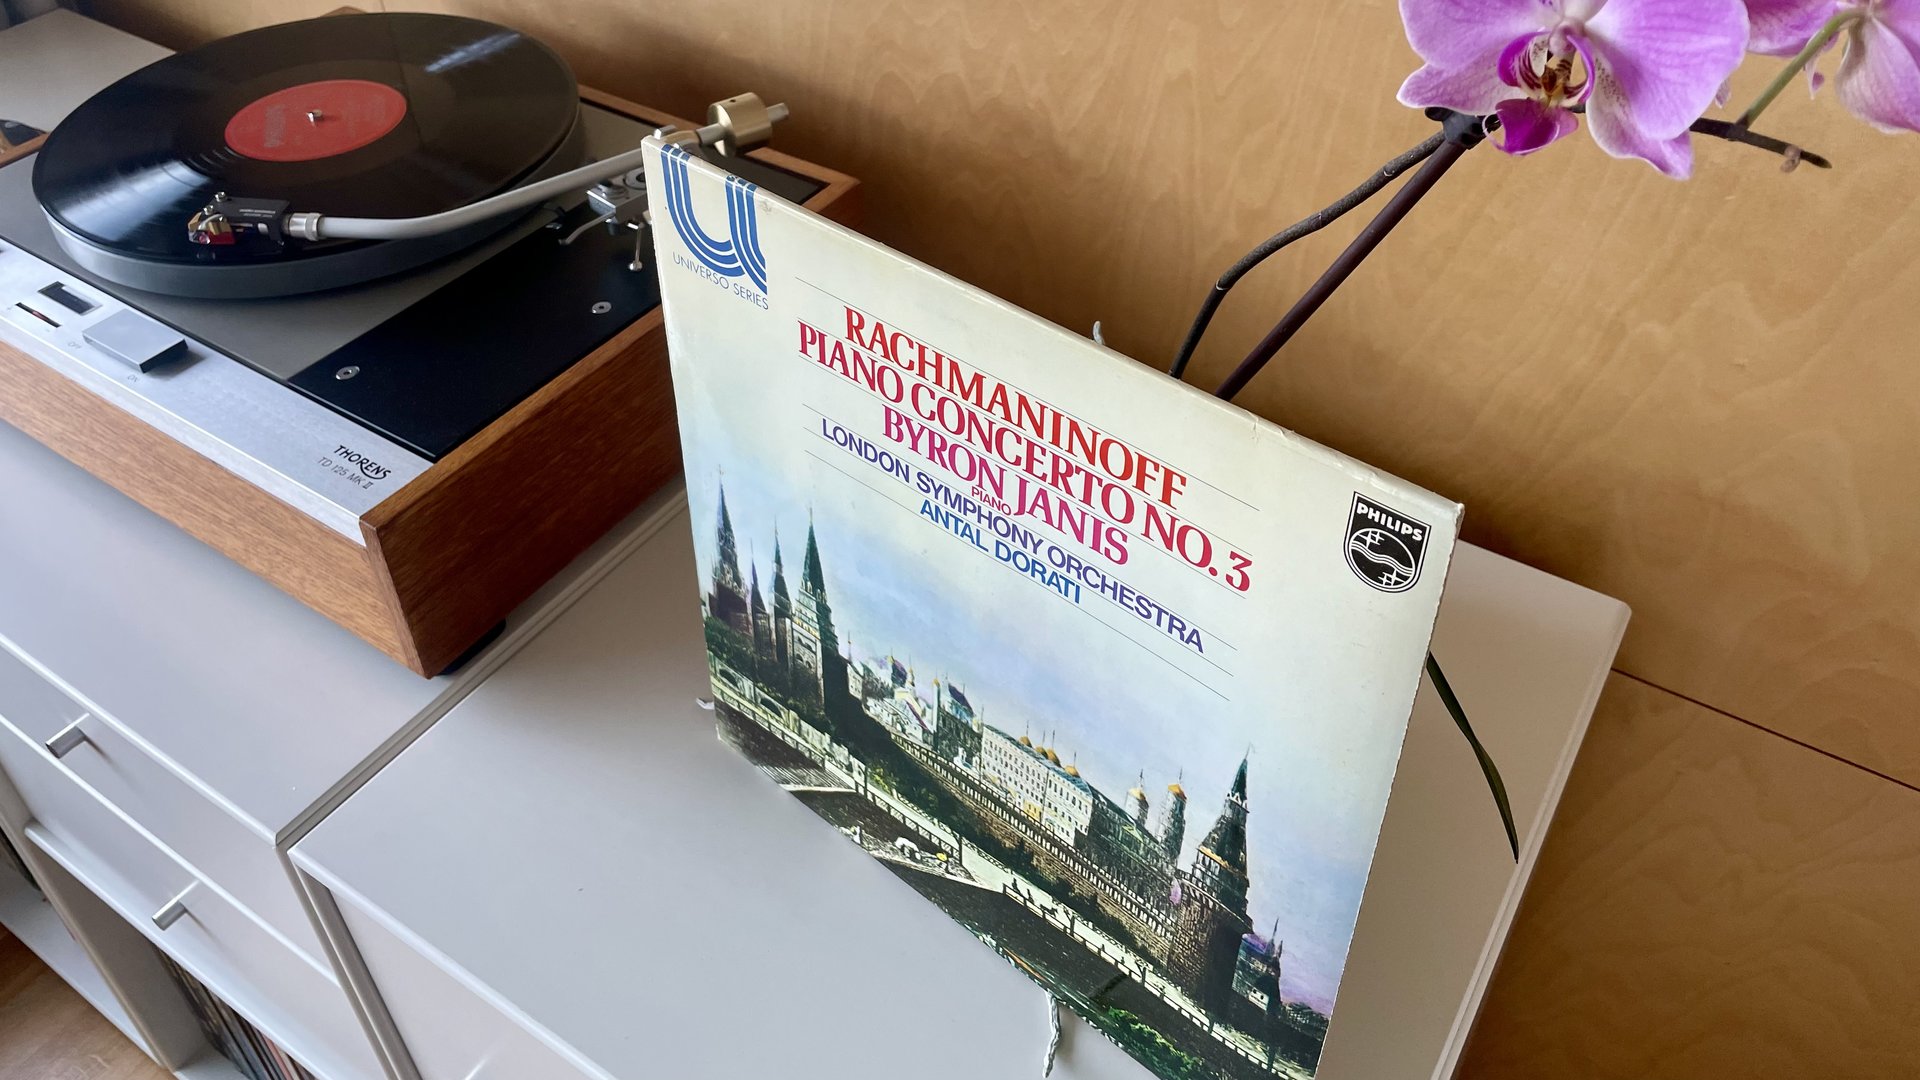 UNIVERSO SERIES
RACHMANINOFF
PIANO CONCERTO NO. 3
BYRON JANIS
PIANO
LONDON SYMPHONY ORCHESTRA
ANTAL DORATI
PHILIPS
THORENS
TD 125 MK II
OFF
ON